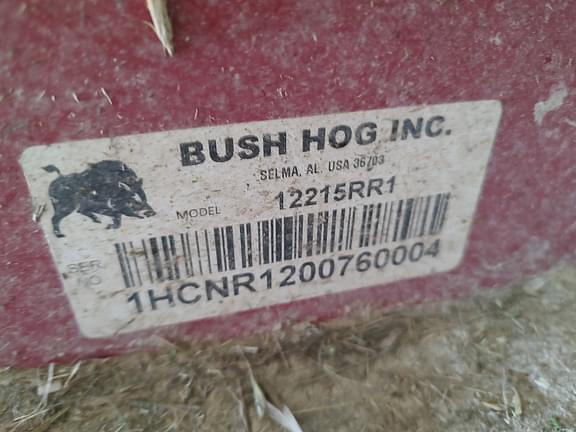 BUSH HOG INC.
SELMA, AL. USA 36703
MODEL 12215RR1
SER.
NO.
1HCNR1200760004